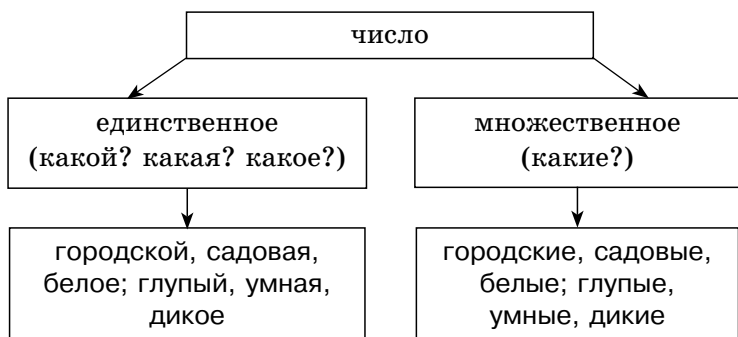 число
единственное
(какой? какая? какое?)
множественное
(какие?)
городской, садовая,
белое; глупый, умная,
дикое
городские, садовые,
белые; глупые,
умные, дикие